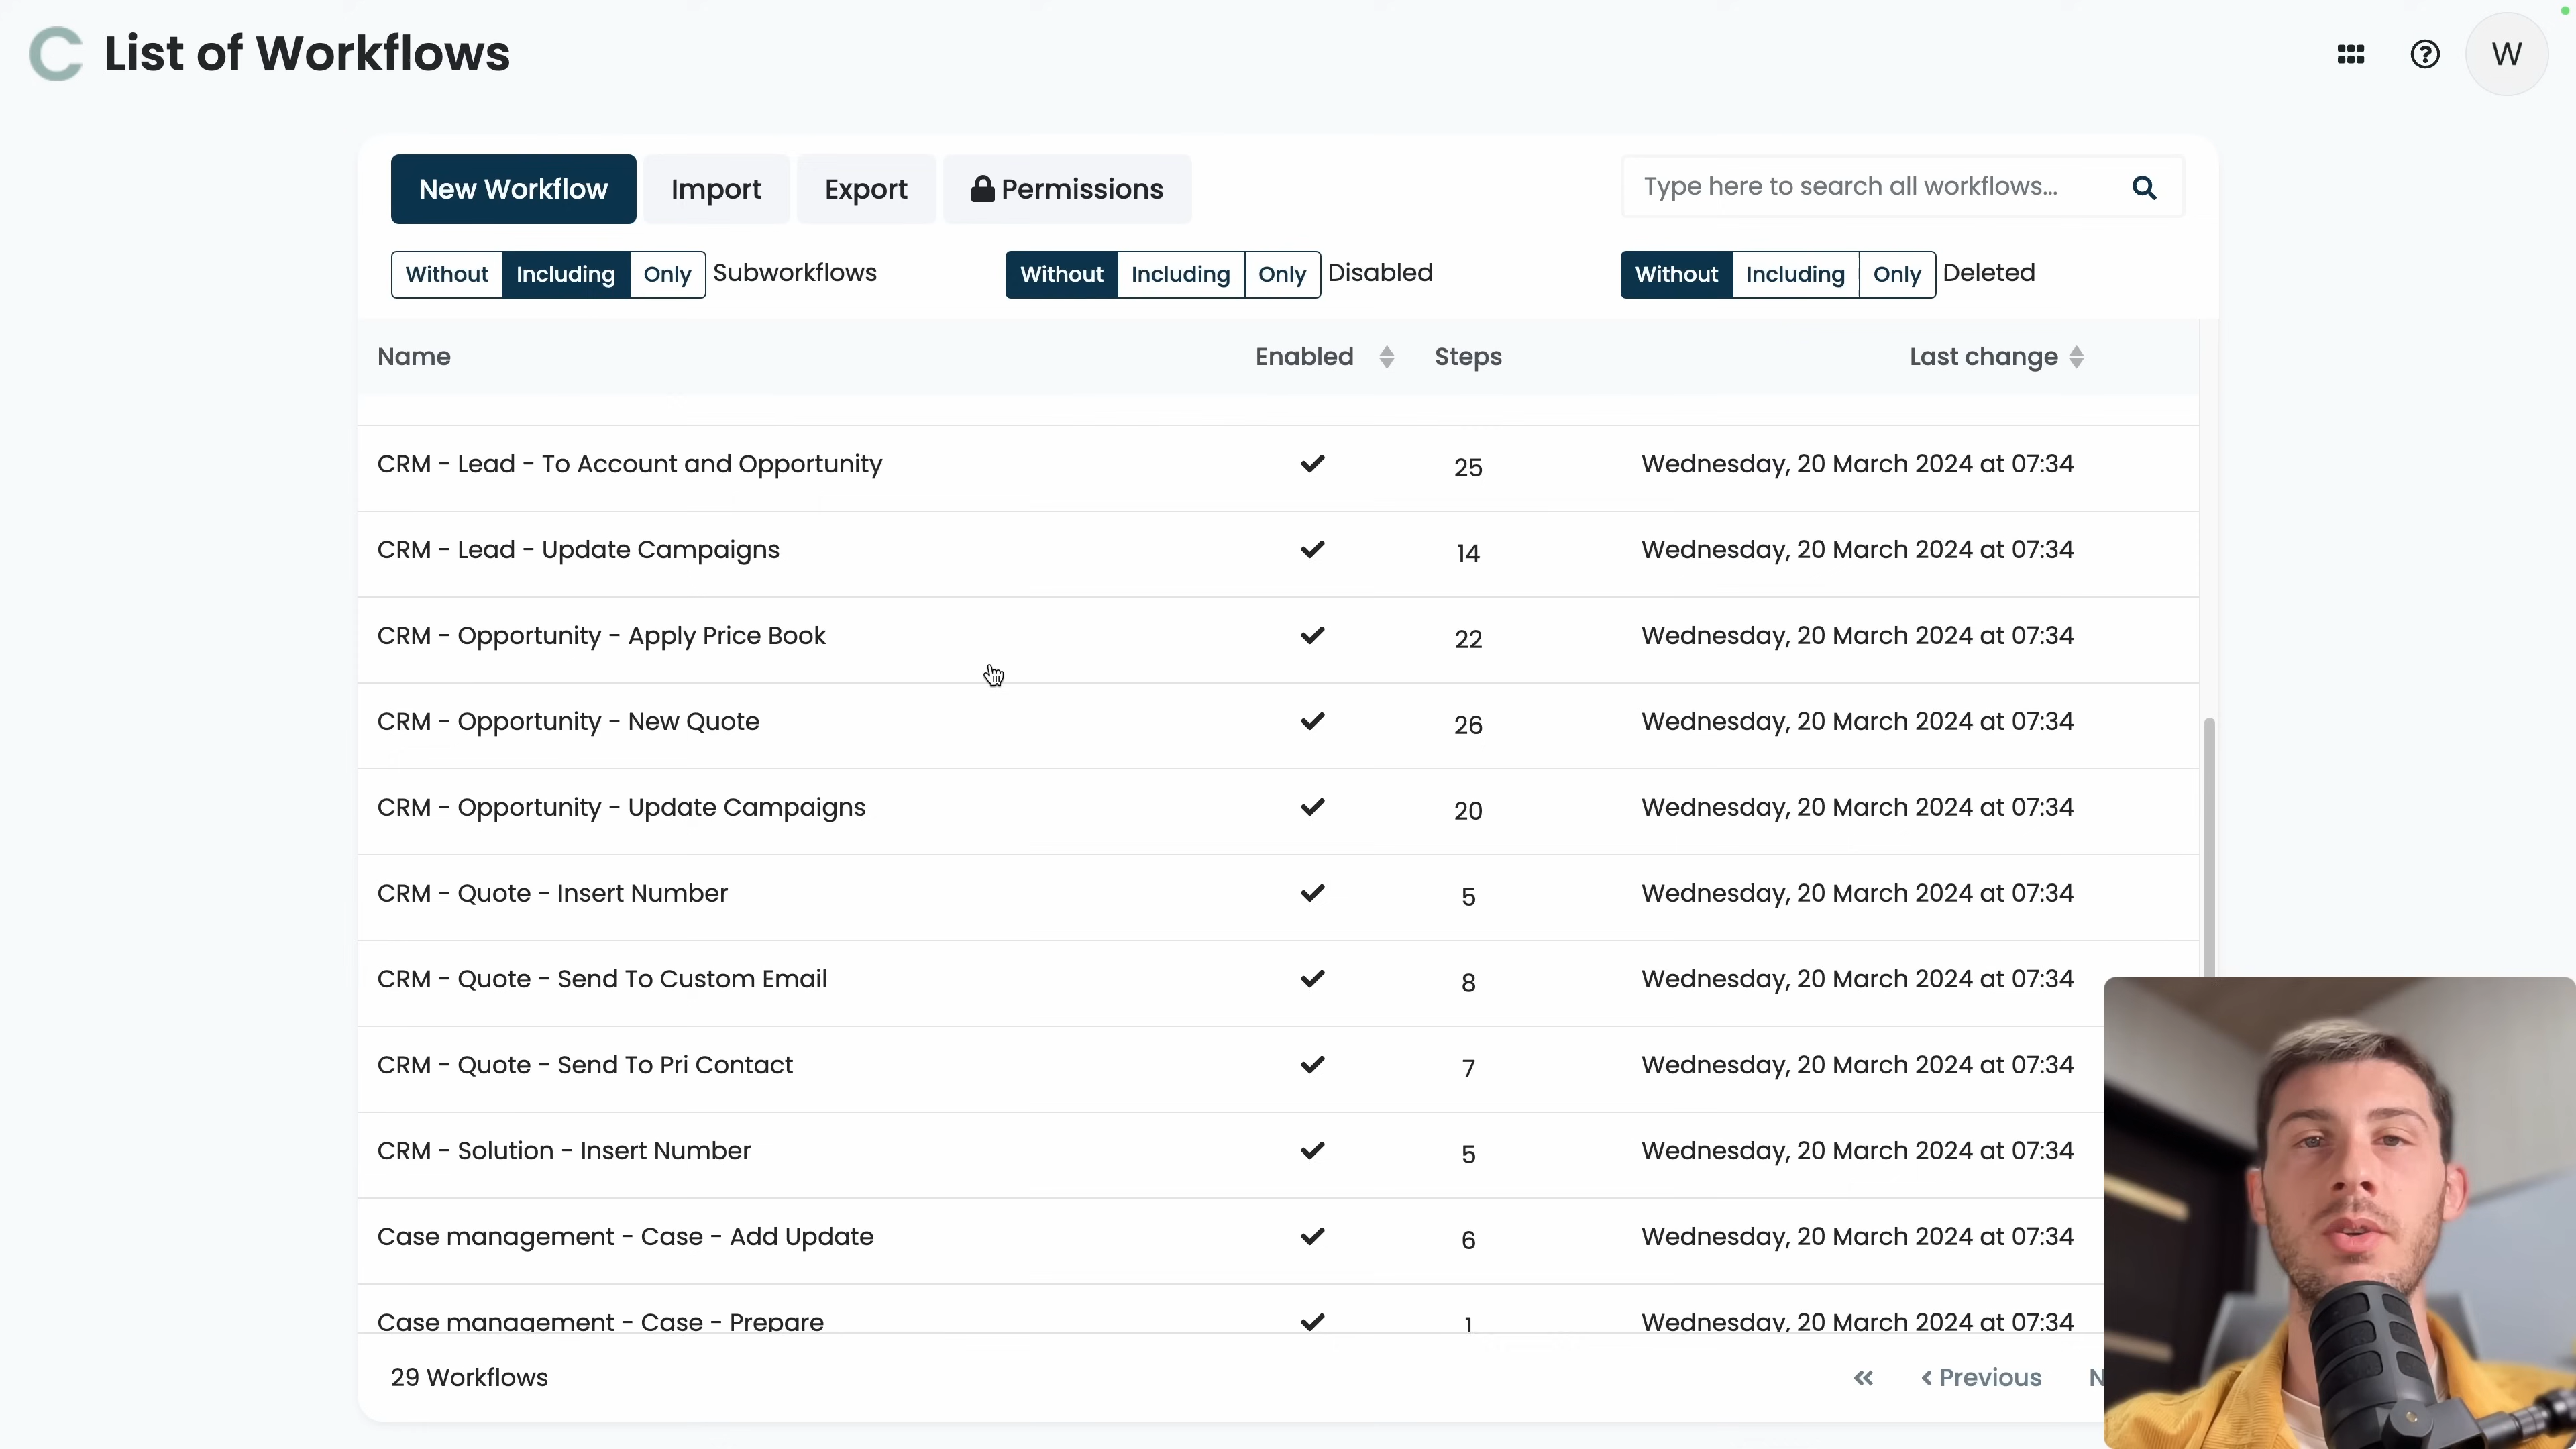 List of Workflows
W
New Workflow
Import
Export
Permissions
Type here to search all workflows...
Without Including Only Subworkflows
Without Including Only Disabled
Without Including Only Deleted
Name Enabled Steps Last change
CRM - Lead - To Account and Opportunity 25 Wednesday, 20 March 2024 at 07:34
CRM - Lead - Update Campaigns 14 Wednesday, 20 March 2024 at 07:34
CRM - Opportunity - Apply Price Book 22 Wednesday, 20 March 2024 at 07:34
CRM - Opportunity - New Quote 26 Wednesday, 20 March 2024 at 07:34
CRM - Opportunity - Update Campaigns 20 Wednesday, 20 March 2024 at 07:34
CRM - Quote - Insert Number 5 Wednesday, 20 March 2024 at 07:34
CRM - Quote - Send To Custom Email 8 Wednesday, 20 March 2024 at 07:34
CRM - Quote - Send To Pri Contact 7 Wednesday, 20 March 2024 at 07:34
CRM - Solution - Insert Number 5 Wednesday, 20 March 2024 at 07:34
Case management - Case - Add Update 6 Wednesday, 20 March 2024 at 07:34
Case management - Case - Prepare 1 Wednesday, 20 March 2024 at 07:34
29 Workflows
« ‹ Previous